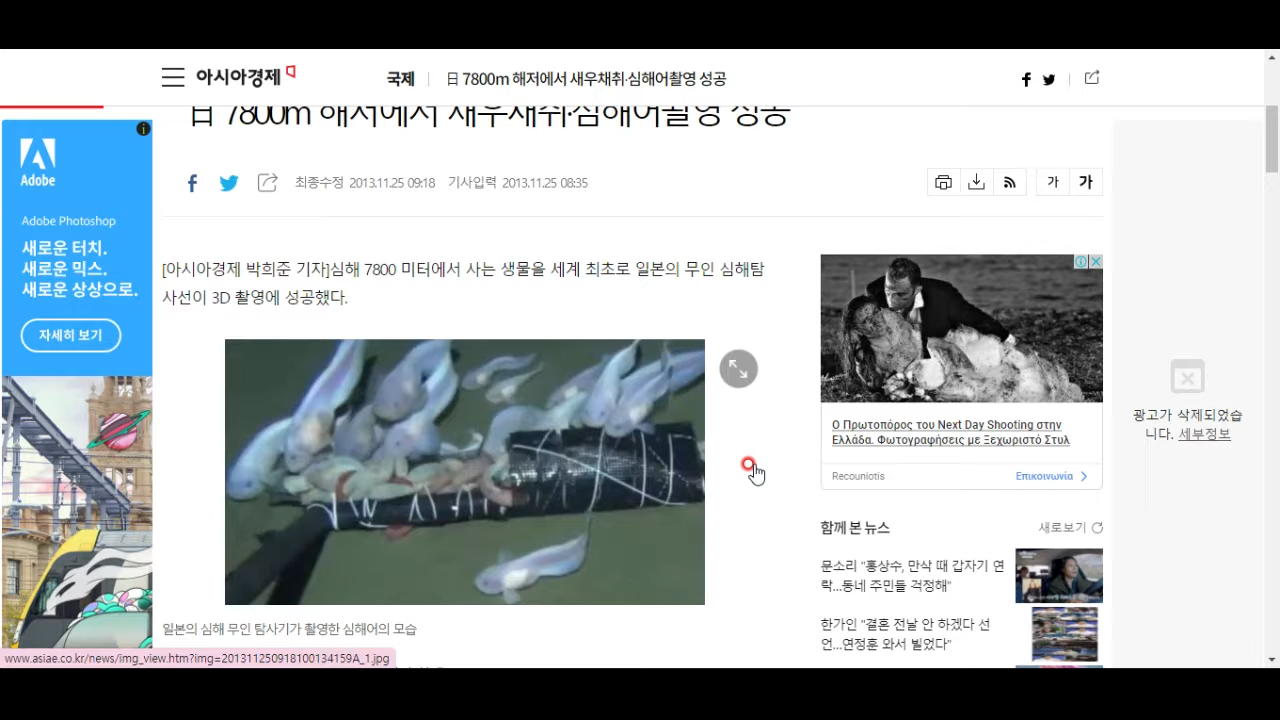 아시아경제
국제
日 7800m 해저에서 새우채취·심해어촬영 성공
日 7800m 해저에서 새우채취·심해어촬영 성공
최종수정 2013.11.25 09:18 기사입력 2013.11.25 08:35
가 가
Adobe
Adobe Photoshop
새로운 터치.
새로운 믹스.
새로운 상상으로.
자세히 보기
[아시아경제 박희준 기자]심해 7800 미터에서 사는 생물을 세계 최초로 일본의 무인 심해탐
사선이 3D 촬영에 성공했다.
일본의 심해 무인 탐사기가 촬영한 심해어의 모습
Ο Πρωτοπόρος του Next Day Shooting στην
Ελλάδα. Φωτογραφήσεις με Ξεχωριστό Στυλ
Recouniotis
Επικοινωνία
함께 본 뉴스
새로보기
문소리 "홍상수, 만삭 때 갑자기 연
락...동네 주민들 걱정해"
한가인 "결혼 전날 안 하겠다 선
언...연정훈 와서 빌었다"
광고가 삭제되었습
니다. 세부정보
www.asiae.co.kr/news/img_view.htm?img=201311250918100134159A_1.jpg